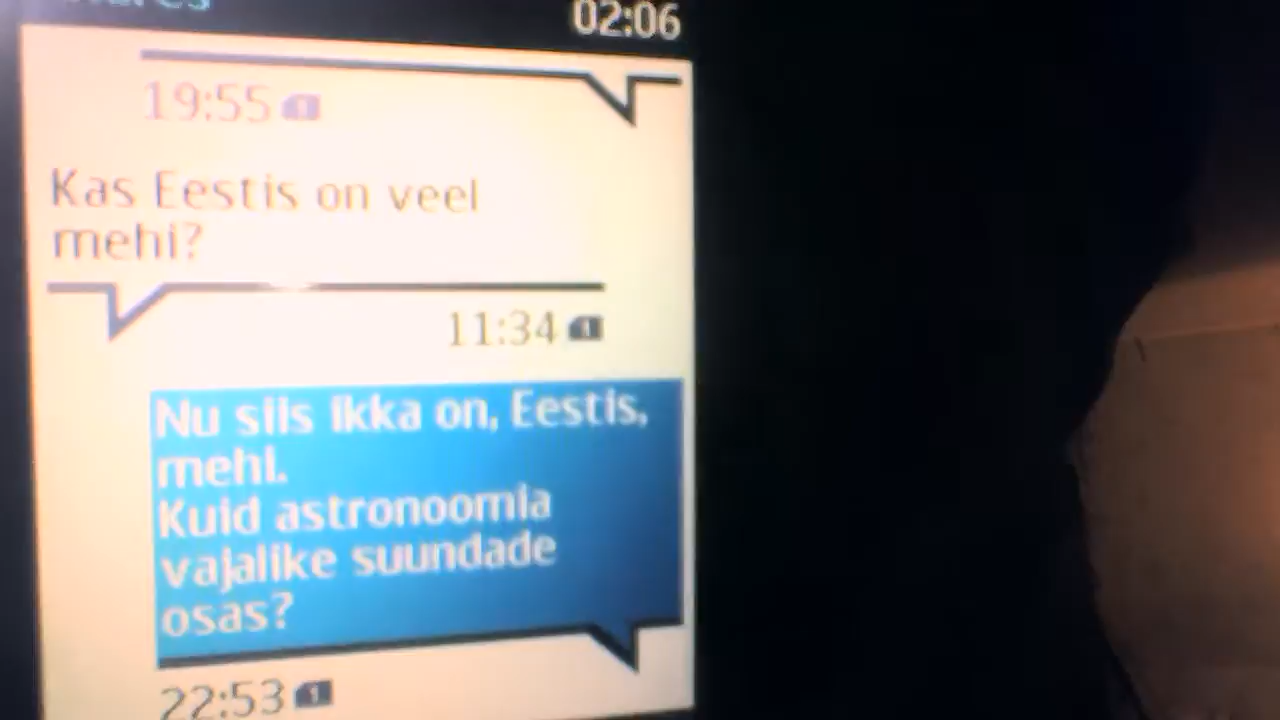 02:06
19:55
Kas Eestis on veel
mehi?
11:34
Nu siis ikka on, Eestis,
mehi.
Kuid astronoomia
vajalike suundade
osas?
22:53